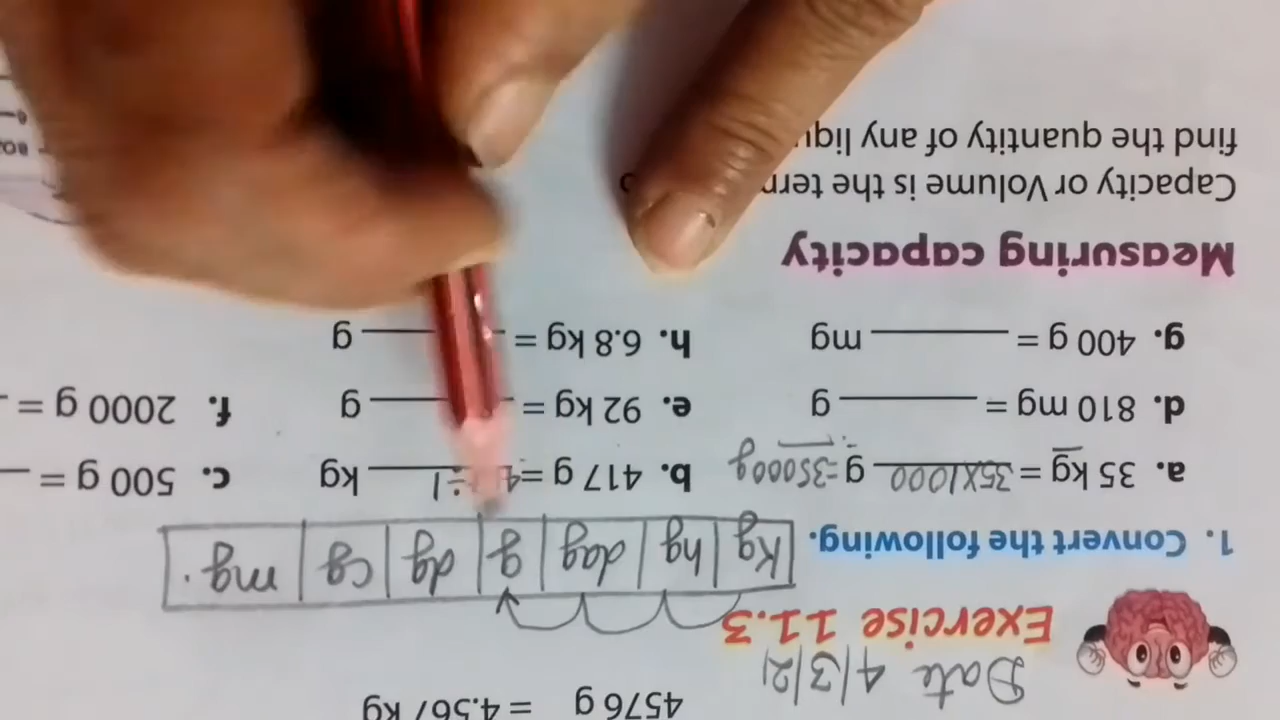 4576 g = 4.567 kg
Date 4/3/21
Exercise 11.3
1. Convert the following.
kg hg dag g dg cg mg.
a. 35 kg = 35x1000 g =35000g b. 417 g = ÷1 kg c. 500 g =
d. 810 mg = g e. 92 kg = g f. 2000 g =
g. 400 g = mg h. 6.8 kg = g
Measuring capacity
Capacity or Volume is the
find the quantity of any